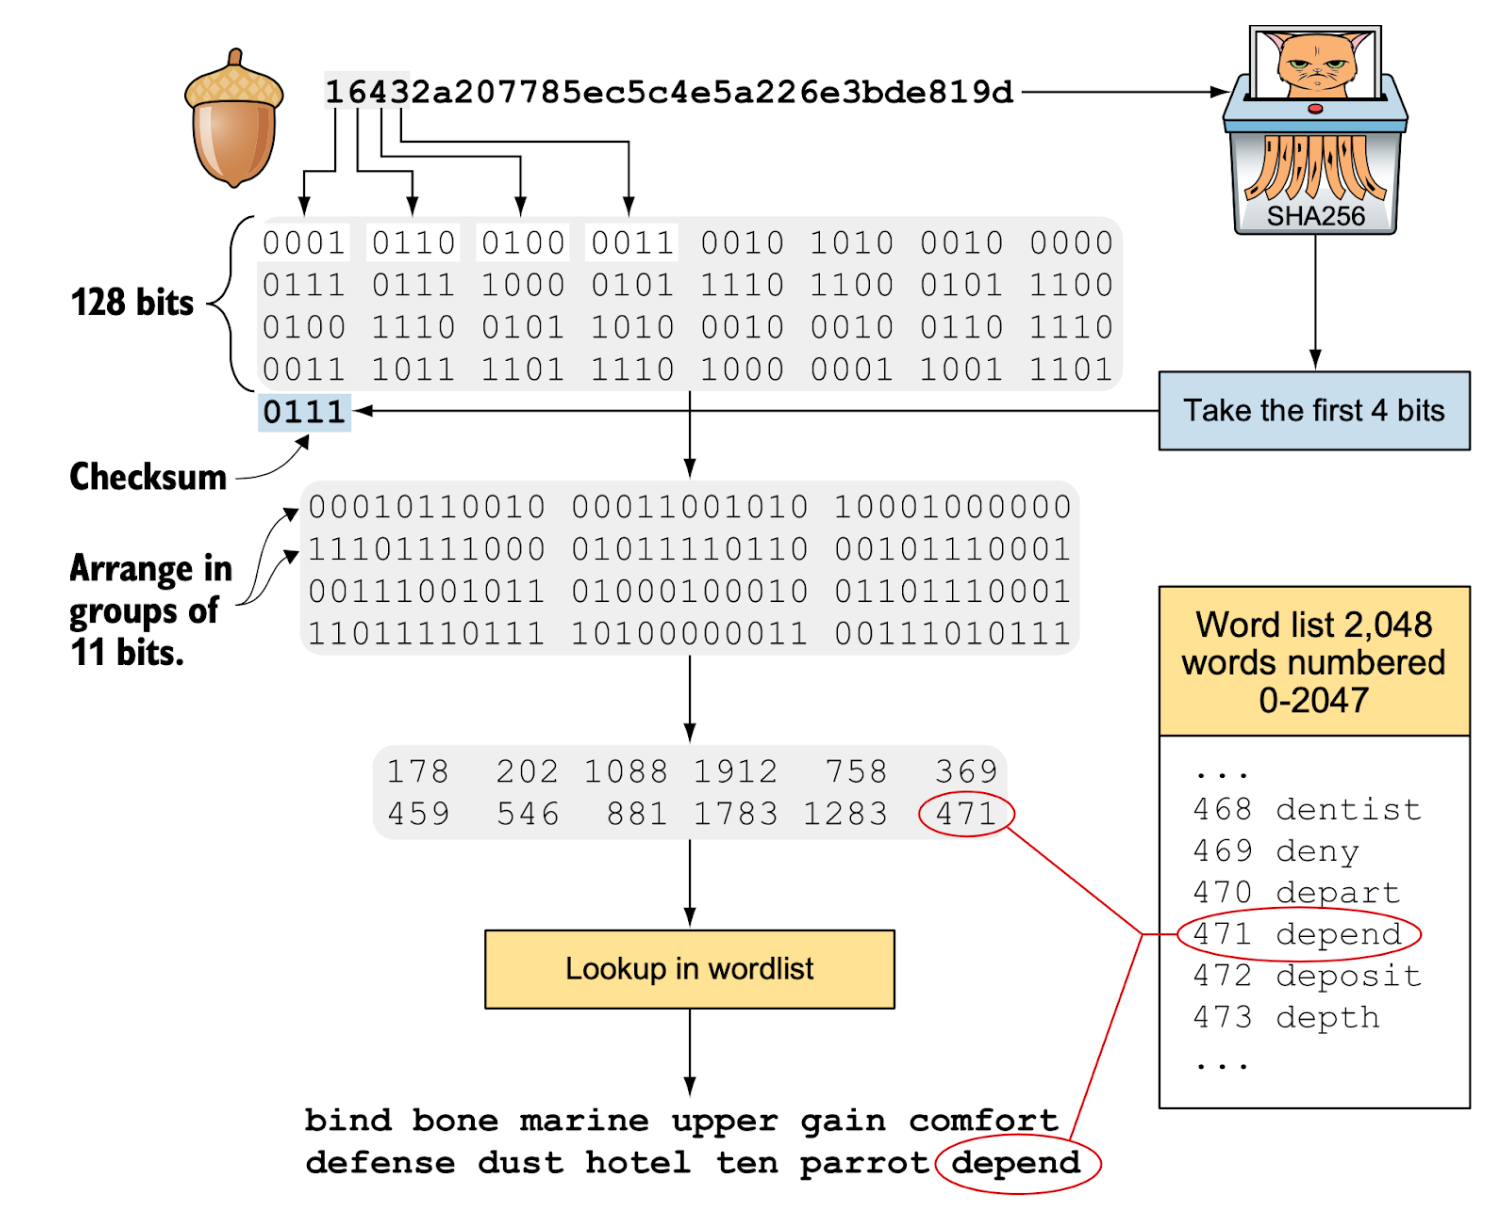 16432a207785ec5c4e5a226e3bde819d
SHA256
128 bits
0001 0110 0100 0011 0010 1010 0010 0000
0111 0111 1000 0101 1110 1100 0101 1100
0100 1110 0101 1010 0010 0010 0110 1110
0011 1011 1101 1110 1000 0001 1001 1101
0111
Take the first 4 bits
Checksum
00010110010 00011001010 10001000000
11101111000 01011110110 00101110001
00111001011 01000100010 01101110001
11011110111 10100000011 00111010111
Arrange in
groups of
11 bits.
178 202 1088 1912 758 369
459 546 881 1783 1283 471
Word list 2,048
words numbered
0-2047
...
468 dentist
469 deny
470 depart
471 depend
472 deposit
473 depth
...
Lookup in wordlist
bind bone marine upper gain comfort
defense dust hotel ten parrot depend